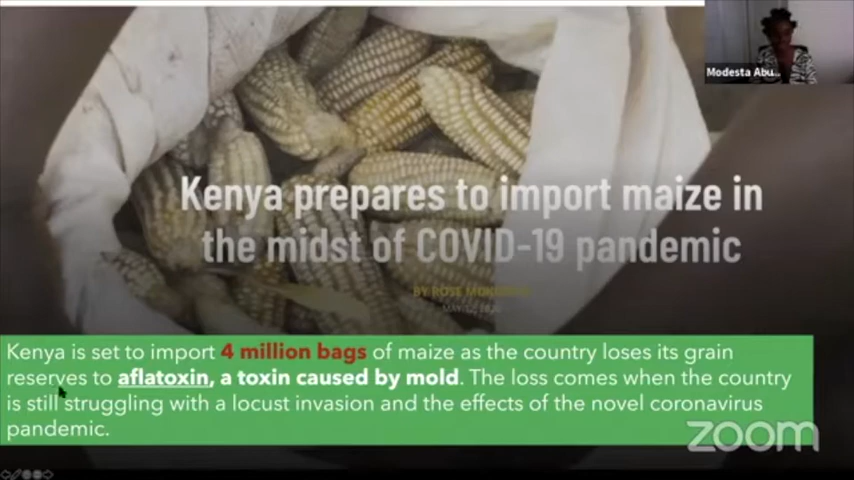 Modesta Abu...
Kenya prepares to import maize in
the midst of COVID-19 pandemic
BY ROSE
Kenya is set to import 4 million bags of maize as the country loses its grain
reserves to aflatoxin, a toxin caused by mold. The loss comes when the country
is still struggling with a locust invasion and the effects of the novel coronavirus
pandemic.
zoom